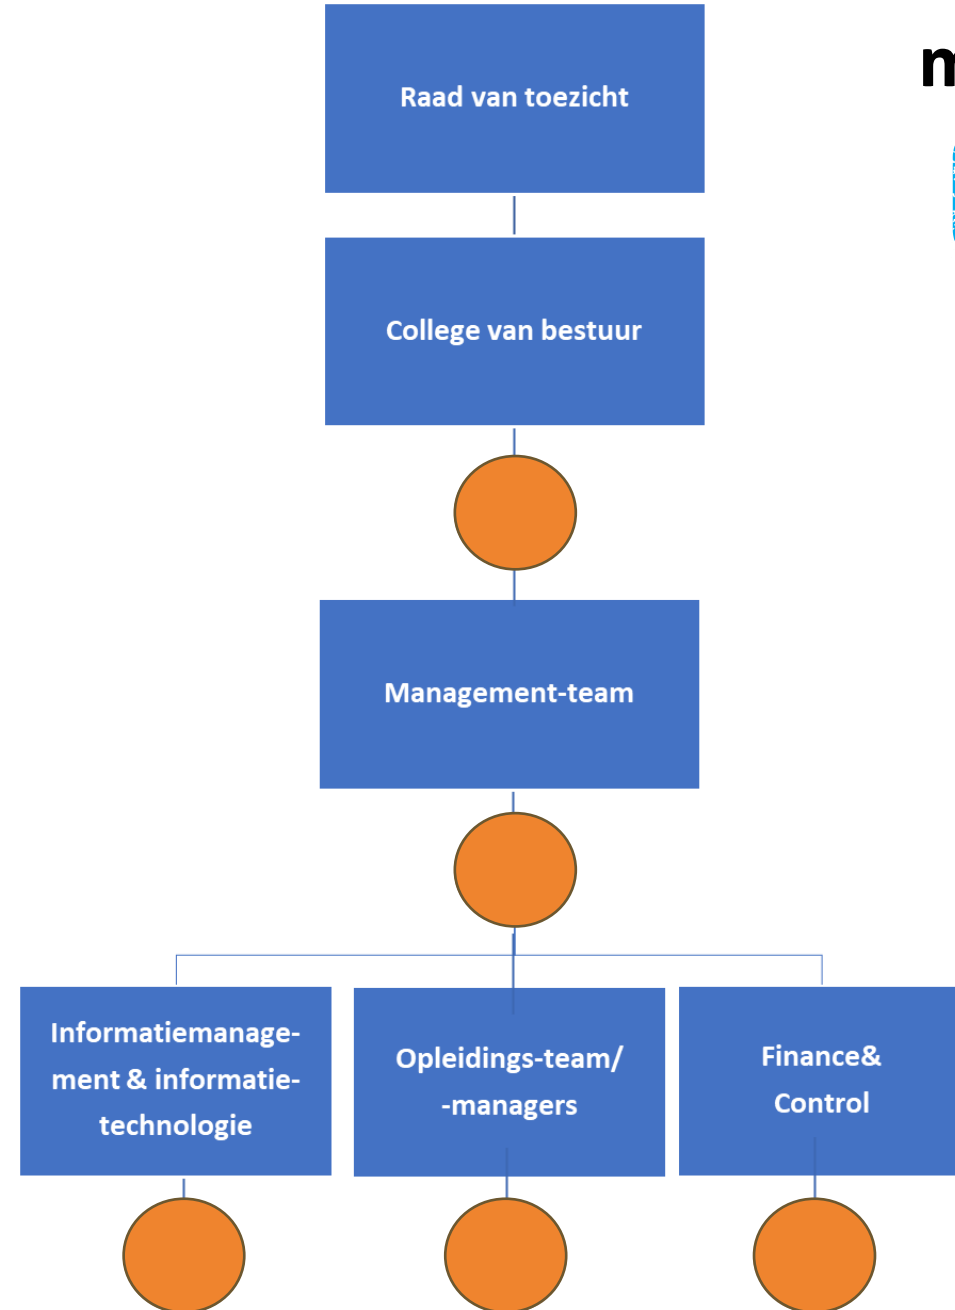 Raad van toezicht
College van bestuur
Management-team
Informatiemanage-
ment & informatie-
technologie
Opleidings-team/
-managers
Finance&
Control